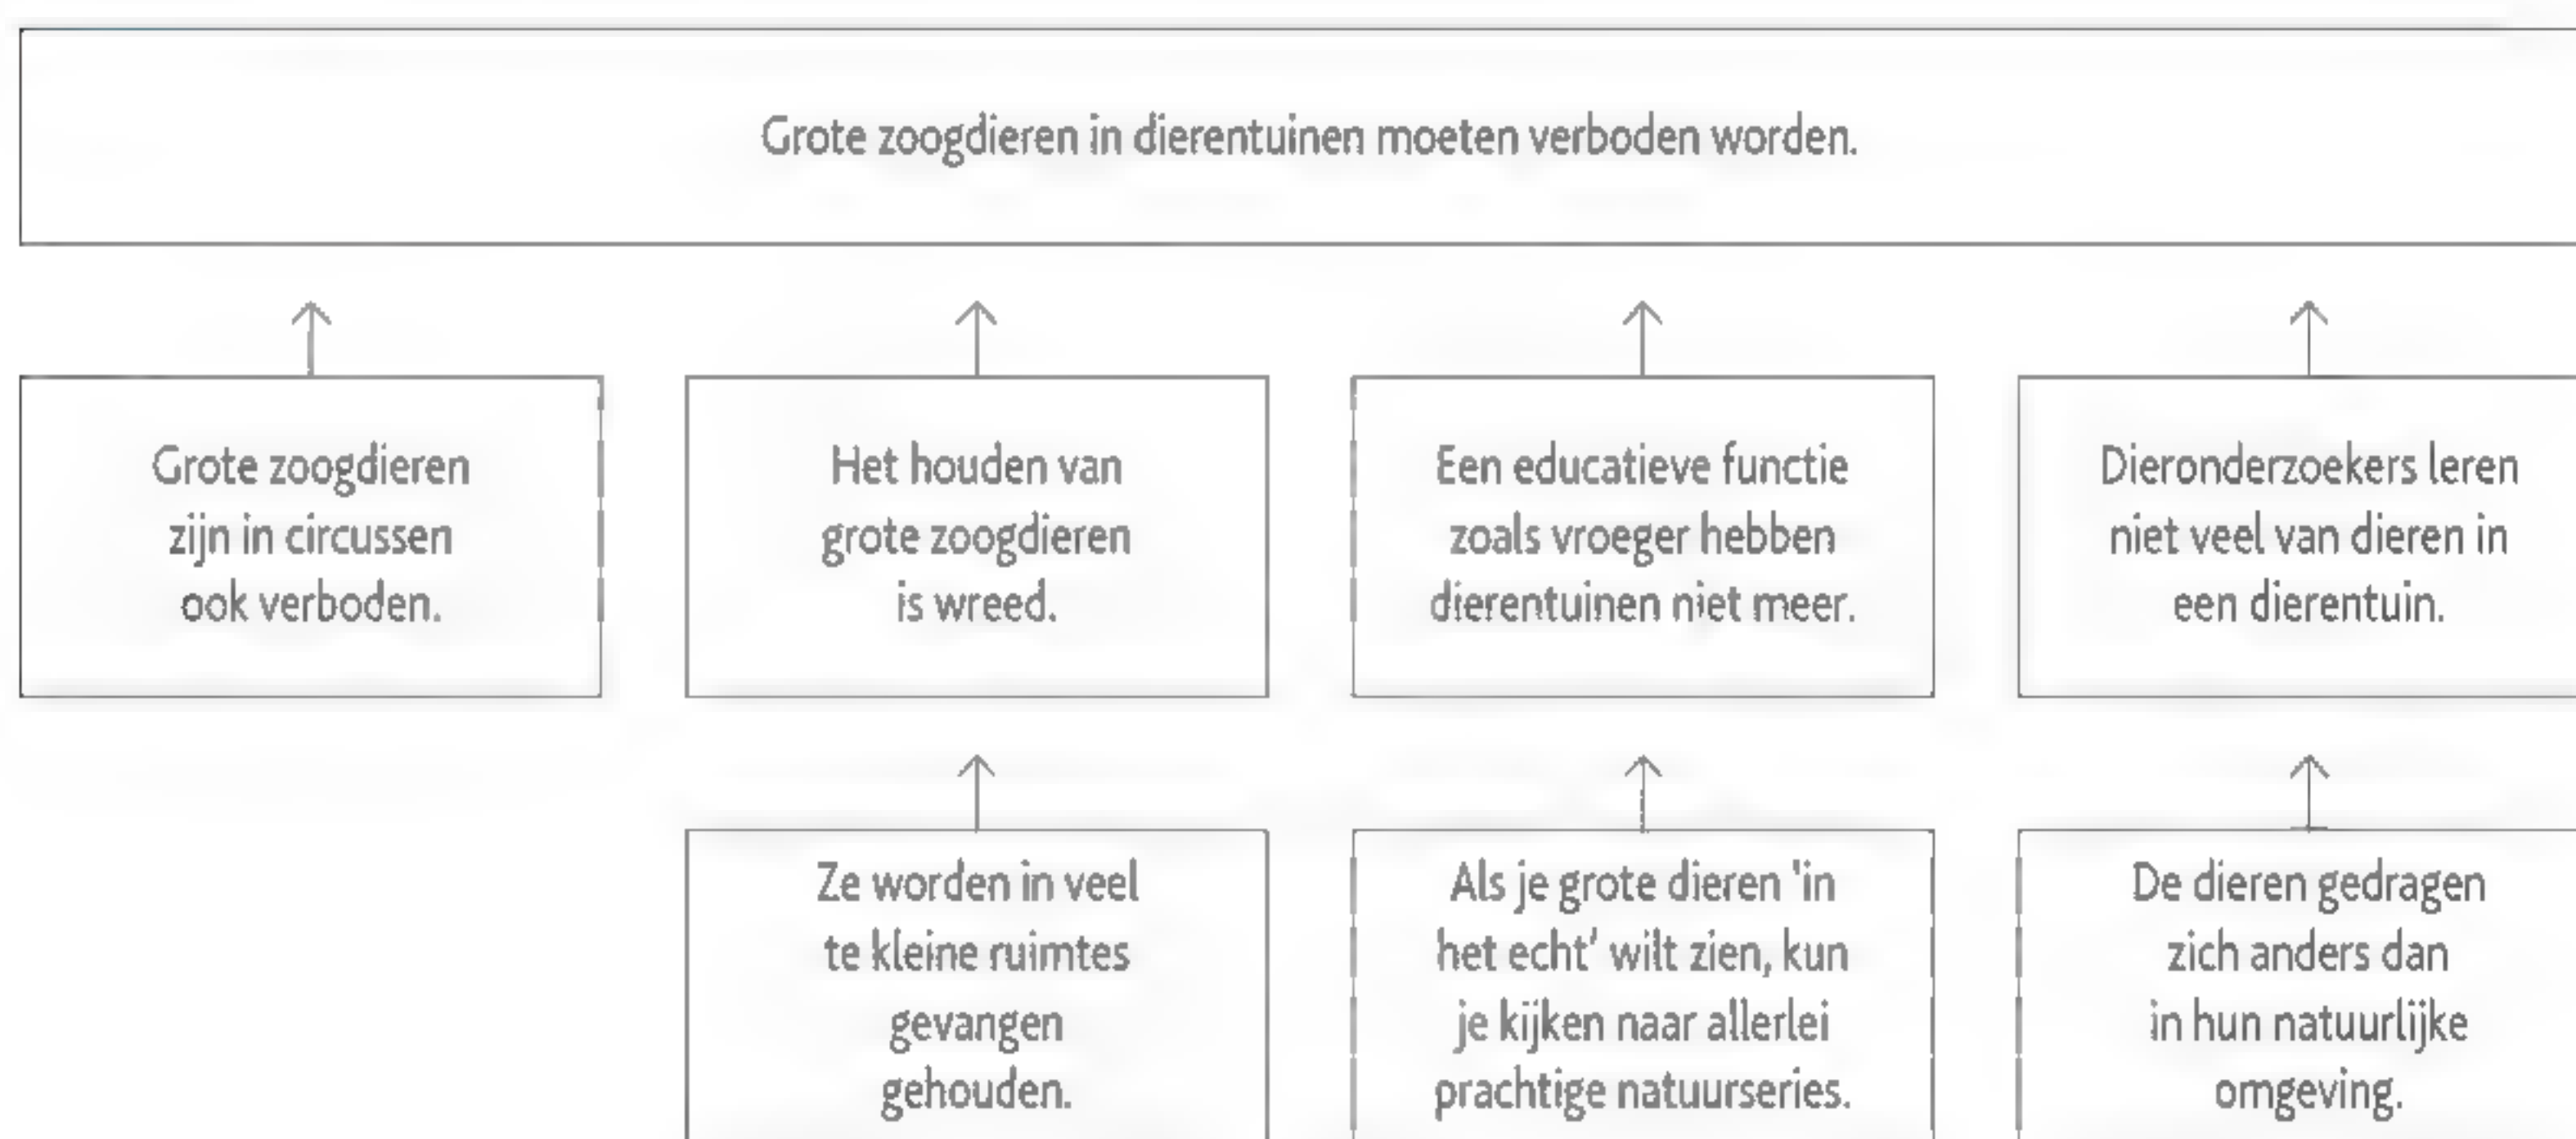 Grote zoogdieren in dierentuinen moeten verboden worden.
Grote zoogdieren
zijn in circussen
ook verboden.
Het houden van
grote zoogdieren
is wreed.
Een educatieve functie
zoals vroeger hebben
dierentuinen niet meer.
Dieronderzoekers leren
niet veel van dieren in
een dierentuin.
Ze worden in veel
te kleine ruimtes
gevangen
gehouden.
Als je grote dieren 'in
het echt' wilt zien, kun
je kijken naar allerlei
prachtige natuurseries.
De dieren gedragen
zich anders dan
in hun natuurlijke
omgeving.